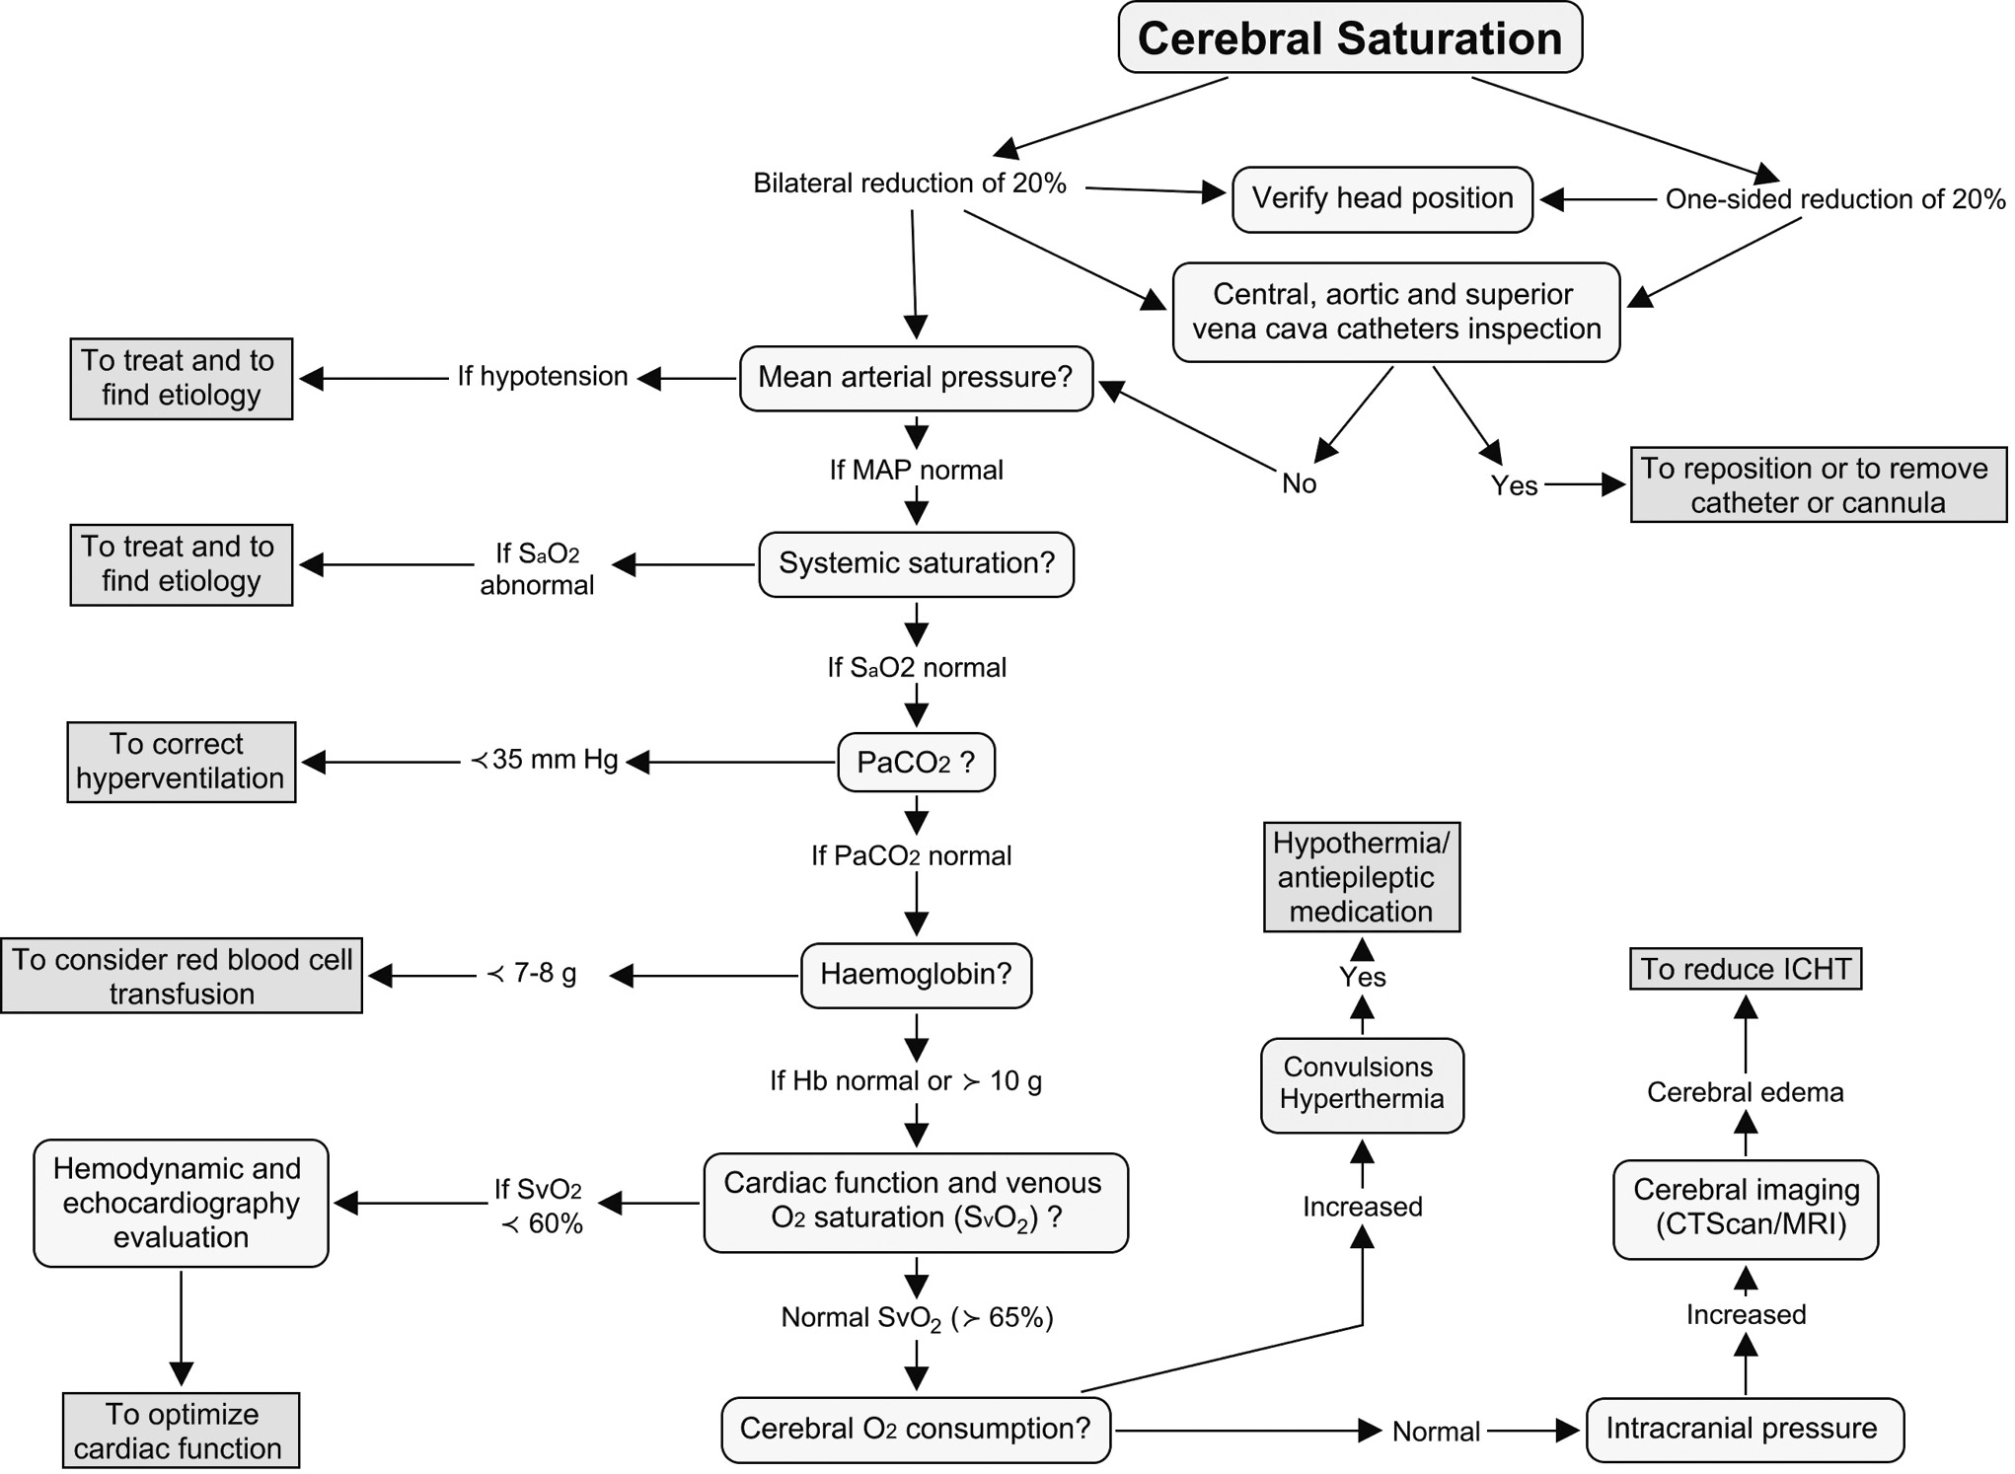 Cerebral Saturation
Bilateral reduction of 20%
Verify head position
One-sided reduction of 20%
Central, aortic and superior
vena cava catheters inspection
To treat and to
find etiology
If hypotension
Mean arterial pressure?
If MAP normal
No
Yes
To reposition or to remove
catheter or cannula
To treat and to
find etiology
If SaO2
abnormal
Systemic saturation?
If SaO2 normal
To correct
hyperventilation
≺35 mm Hg
PaCO2 ?
If PaCO2 normal
Hypothermia/
antiepileptic
medication
Yes
Convulsions
Hyperthermia
Increased
To consider red blood cell
transfusion
≺ 7-8 g
Haemoglobin?
If Hb normal or ≻ 10 g
To reduce ICHT
Cerebral edema
Cerebral imaging
(CTScan/MRI)
Increased
Hemodynamic and
echocardiography
evaluation
If SvO2
≺ 60%
Cardiac function and venous
O2 saturation (SvO2) ?
Normal SvO2 (≻ 65%)
To optimize
cardiac function
Cerebral O2 consumption?
Normal
Intracranial pressure